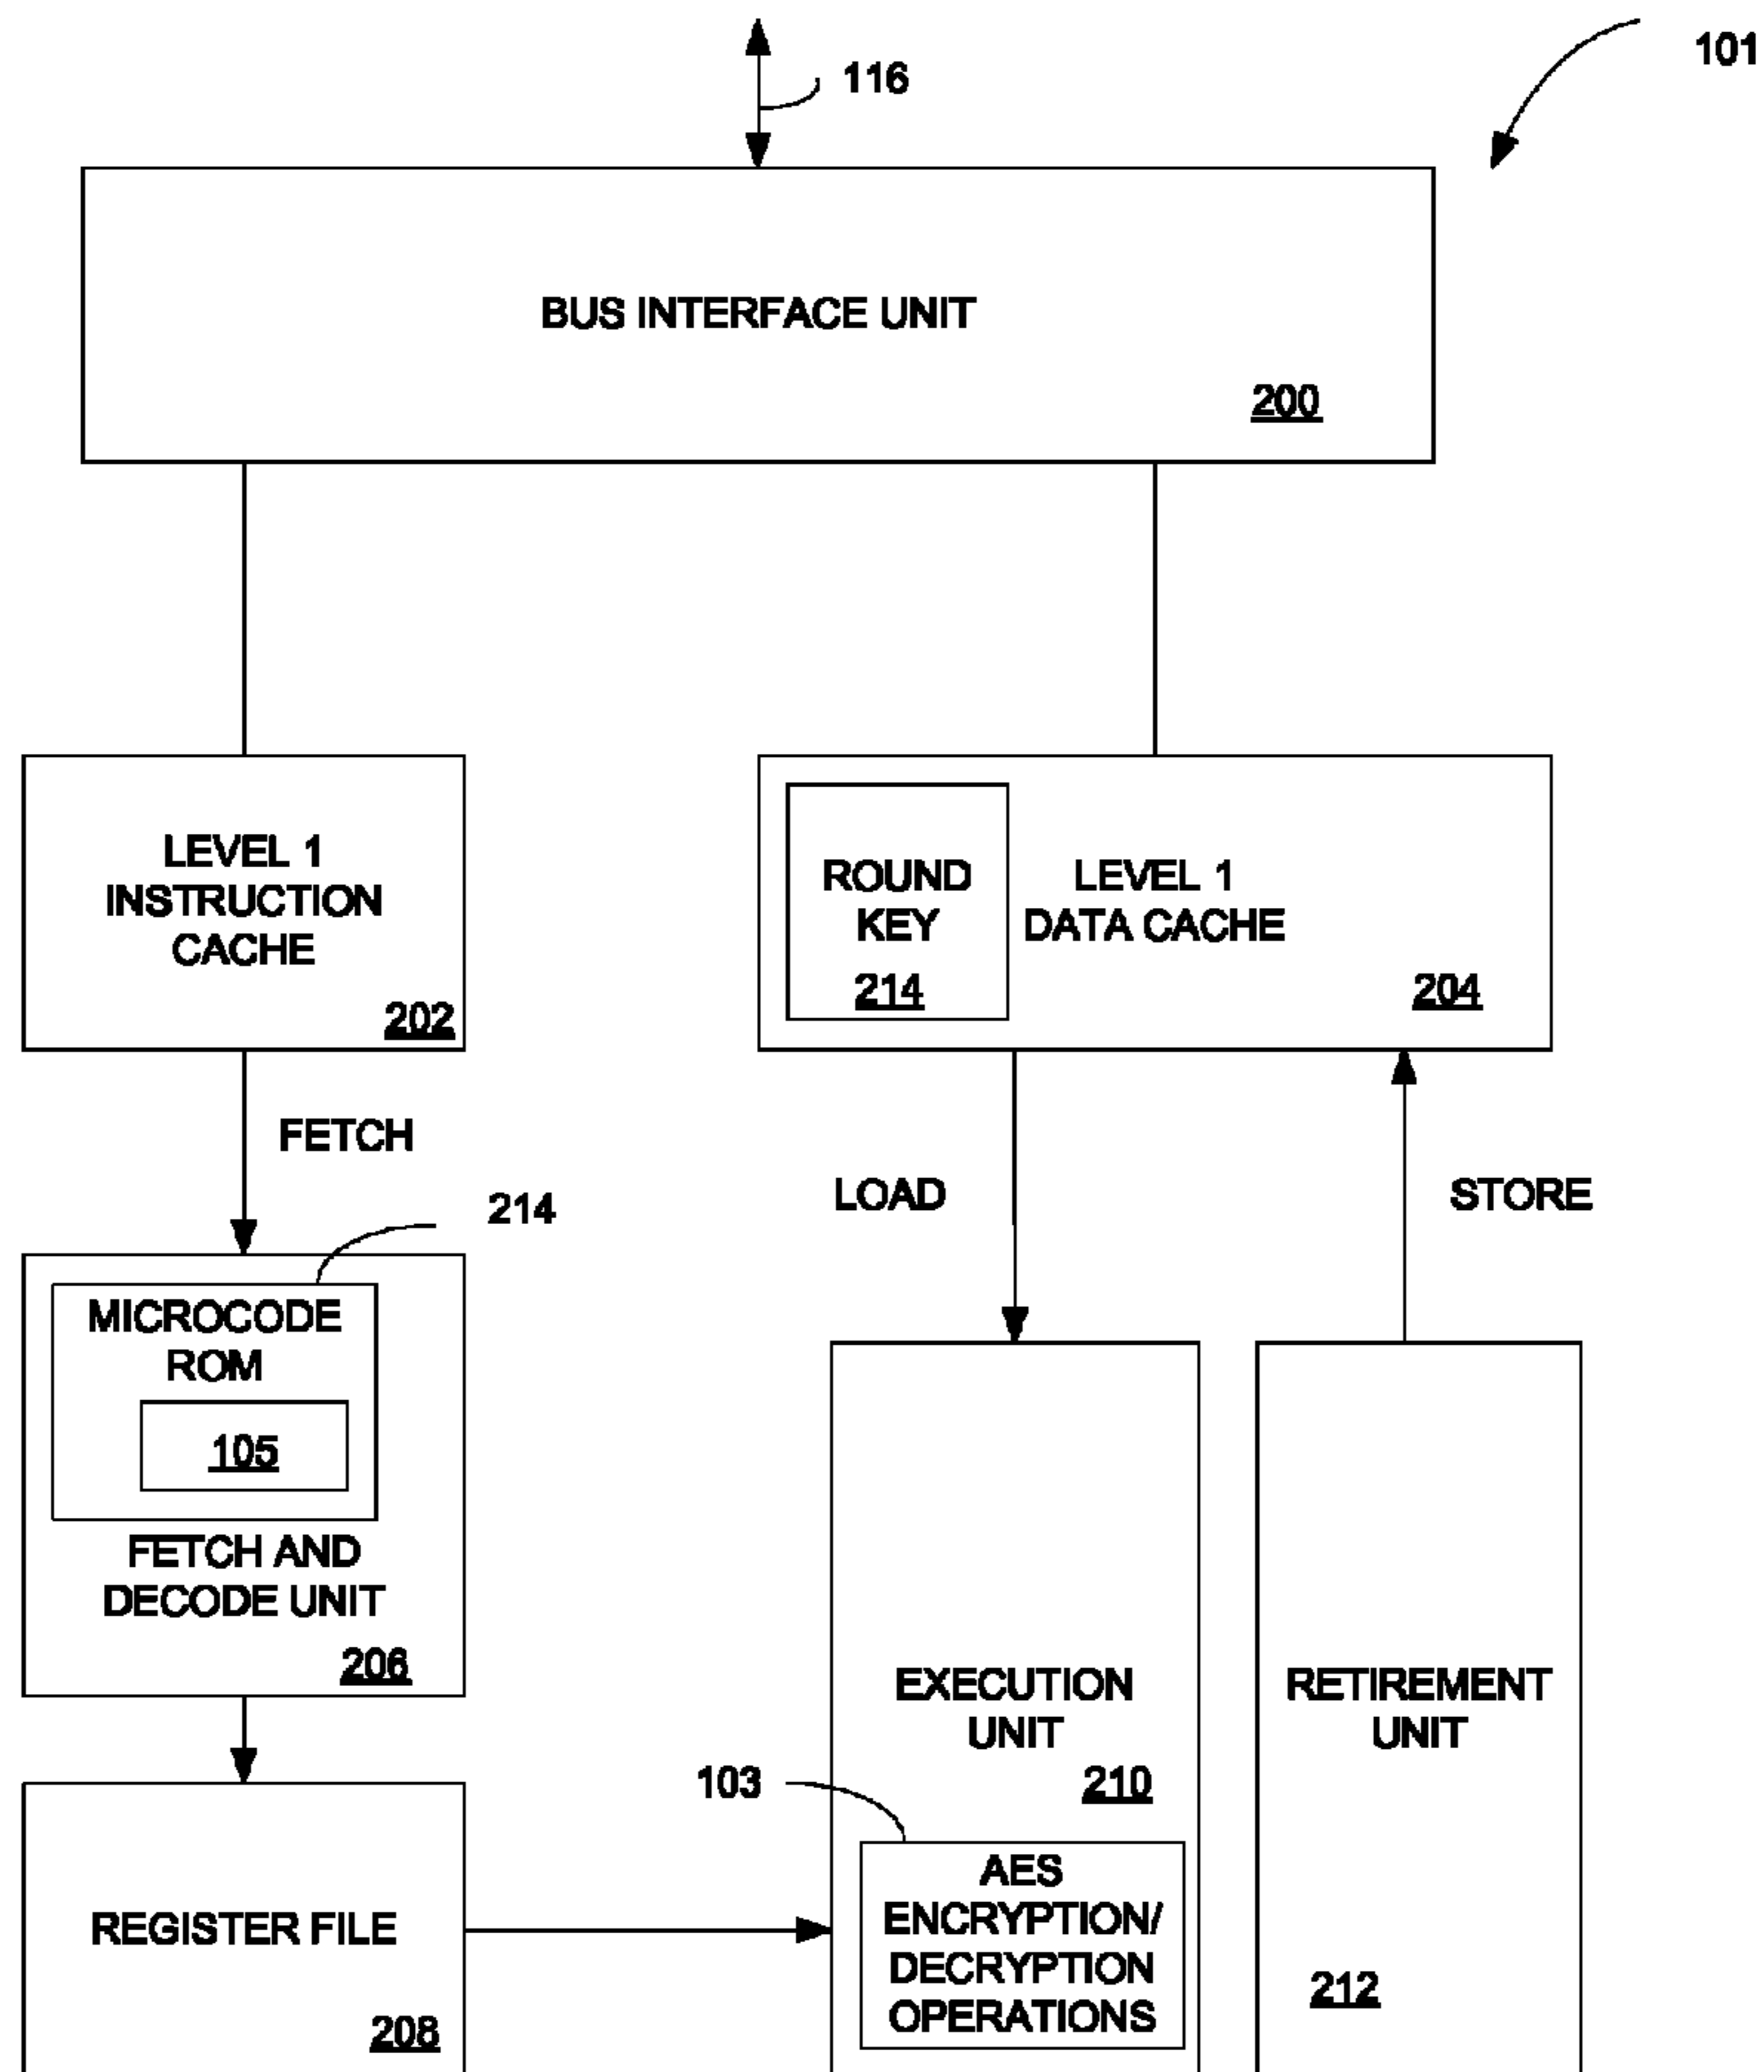 101
116
BUS INTERFACE UNIT
200
LEVEL 1
INSTRUCTION
CACHE
202
ROUND
KEY
214
LEVEL 1
DATA CACHE
204
FETCH
LOAD
STORE
214
MICROCODE
ROM
105
FETCH AND
DECODE UNIT
206
EXECUTION
UNIT
210
RETIREMENT
UNIT
212
103
AES
ENCRYPTION/
DECRYPTION
OPERATIONS
REGISTER FILE
208